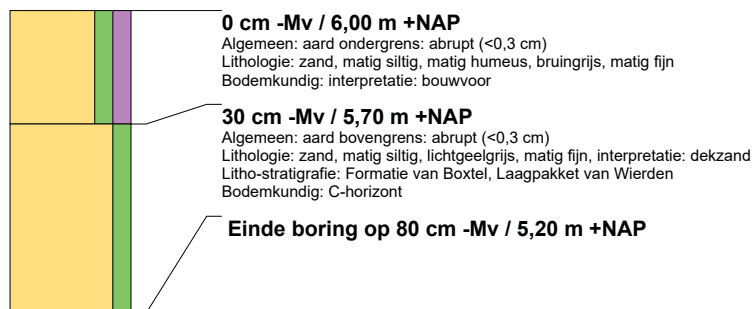 0 cm -Mv / 6,00 m +NAP
Algemeen: aard ondergrens: abrupt (<0,3 cm)
Lithologie: zand, matig siltig, matig humeus, bruingrijs, matig fijn
Bodemkundig: interpretatie: bouwvoor
30 cm -Mv / 5,70 m +NAP
Algemeen: aard bovengrens: abrupt (<0,3 cm)
Lithologie: zand, matig siltig, lichtgeelgrijs, matig fijn, interpretatie: dekzand
Litho-stratigrafie: Formatie van Boxtel, Laagpakket van Wierden
Bodemkundig: C-horizont
Einde boring op 80 cm -Mv / 5,20 m +NAP